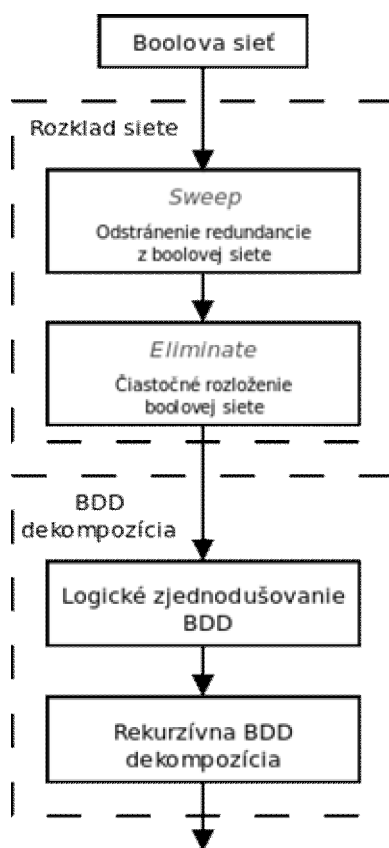 Boolova sieť
Rozklad siete
Sweep
Odstránenie redundancie
z boolovej siete
Eliminate
Čiastočné rozloženie
boolovej siete
BDD
dekompozícia
Logické zjednodušovanie
BDD
Rekurzívna BDD
dekompozícia